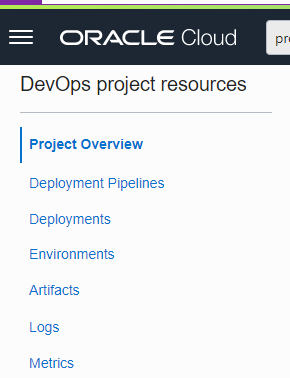 ORACLE Cloud
DevOps project resources
Project Overview
Deployment Pipelines
Deployments
Environments
Artifacts
Logs
Metrics